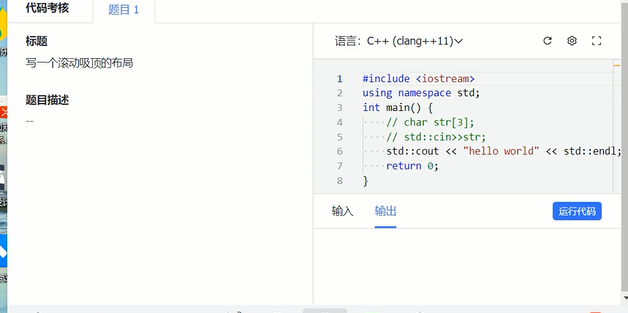 代码考核
题目 1
标题
写一个滚动吸顶的布局
题目描述
--
语言: C++ (clang++11)
1 #include <iostream>
2 using namespace std;
3 int main() {
4 // char str[3];
5 // std::cin>>str;
6 std::cout << "hello world" << std::endl;
7 return 0;
8 }
输入
输出
运行代码